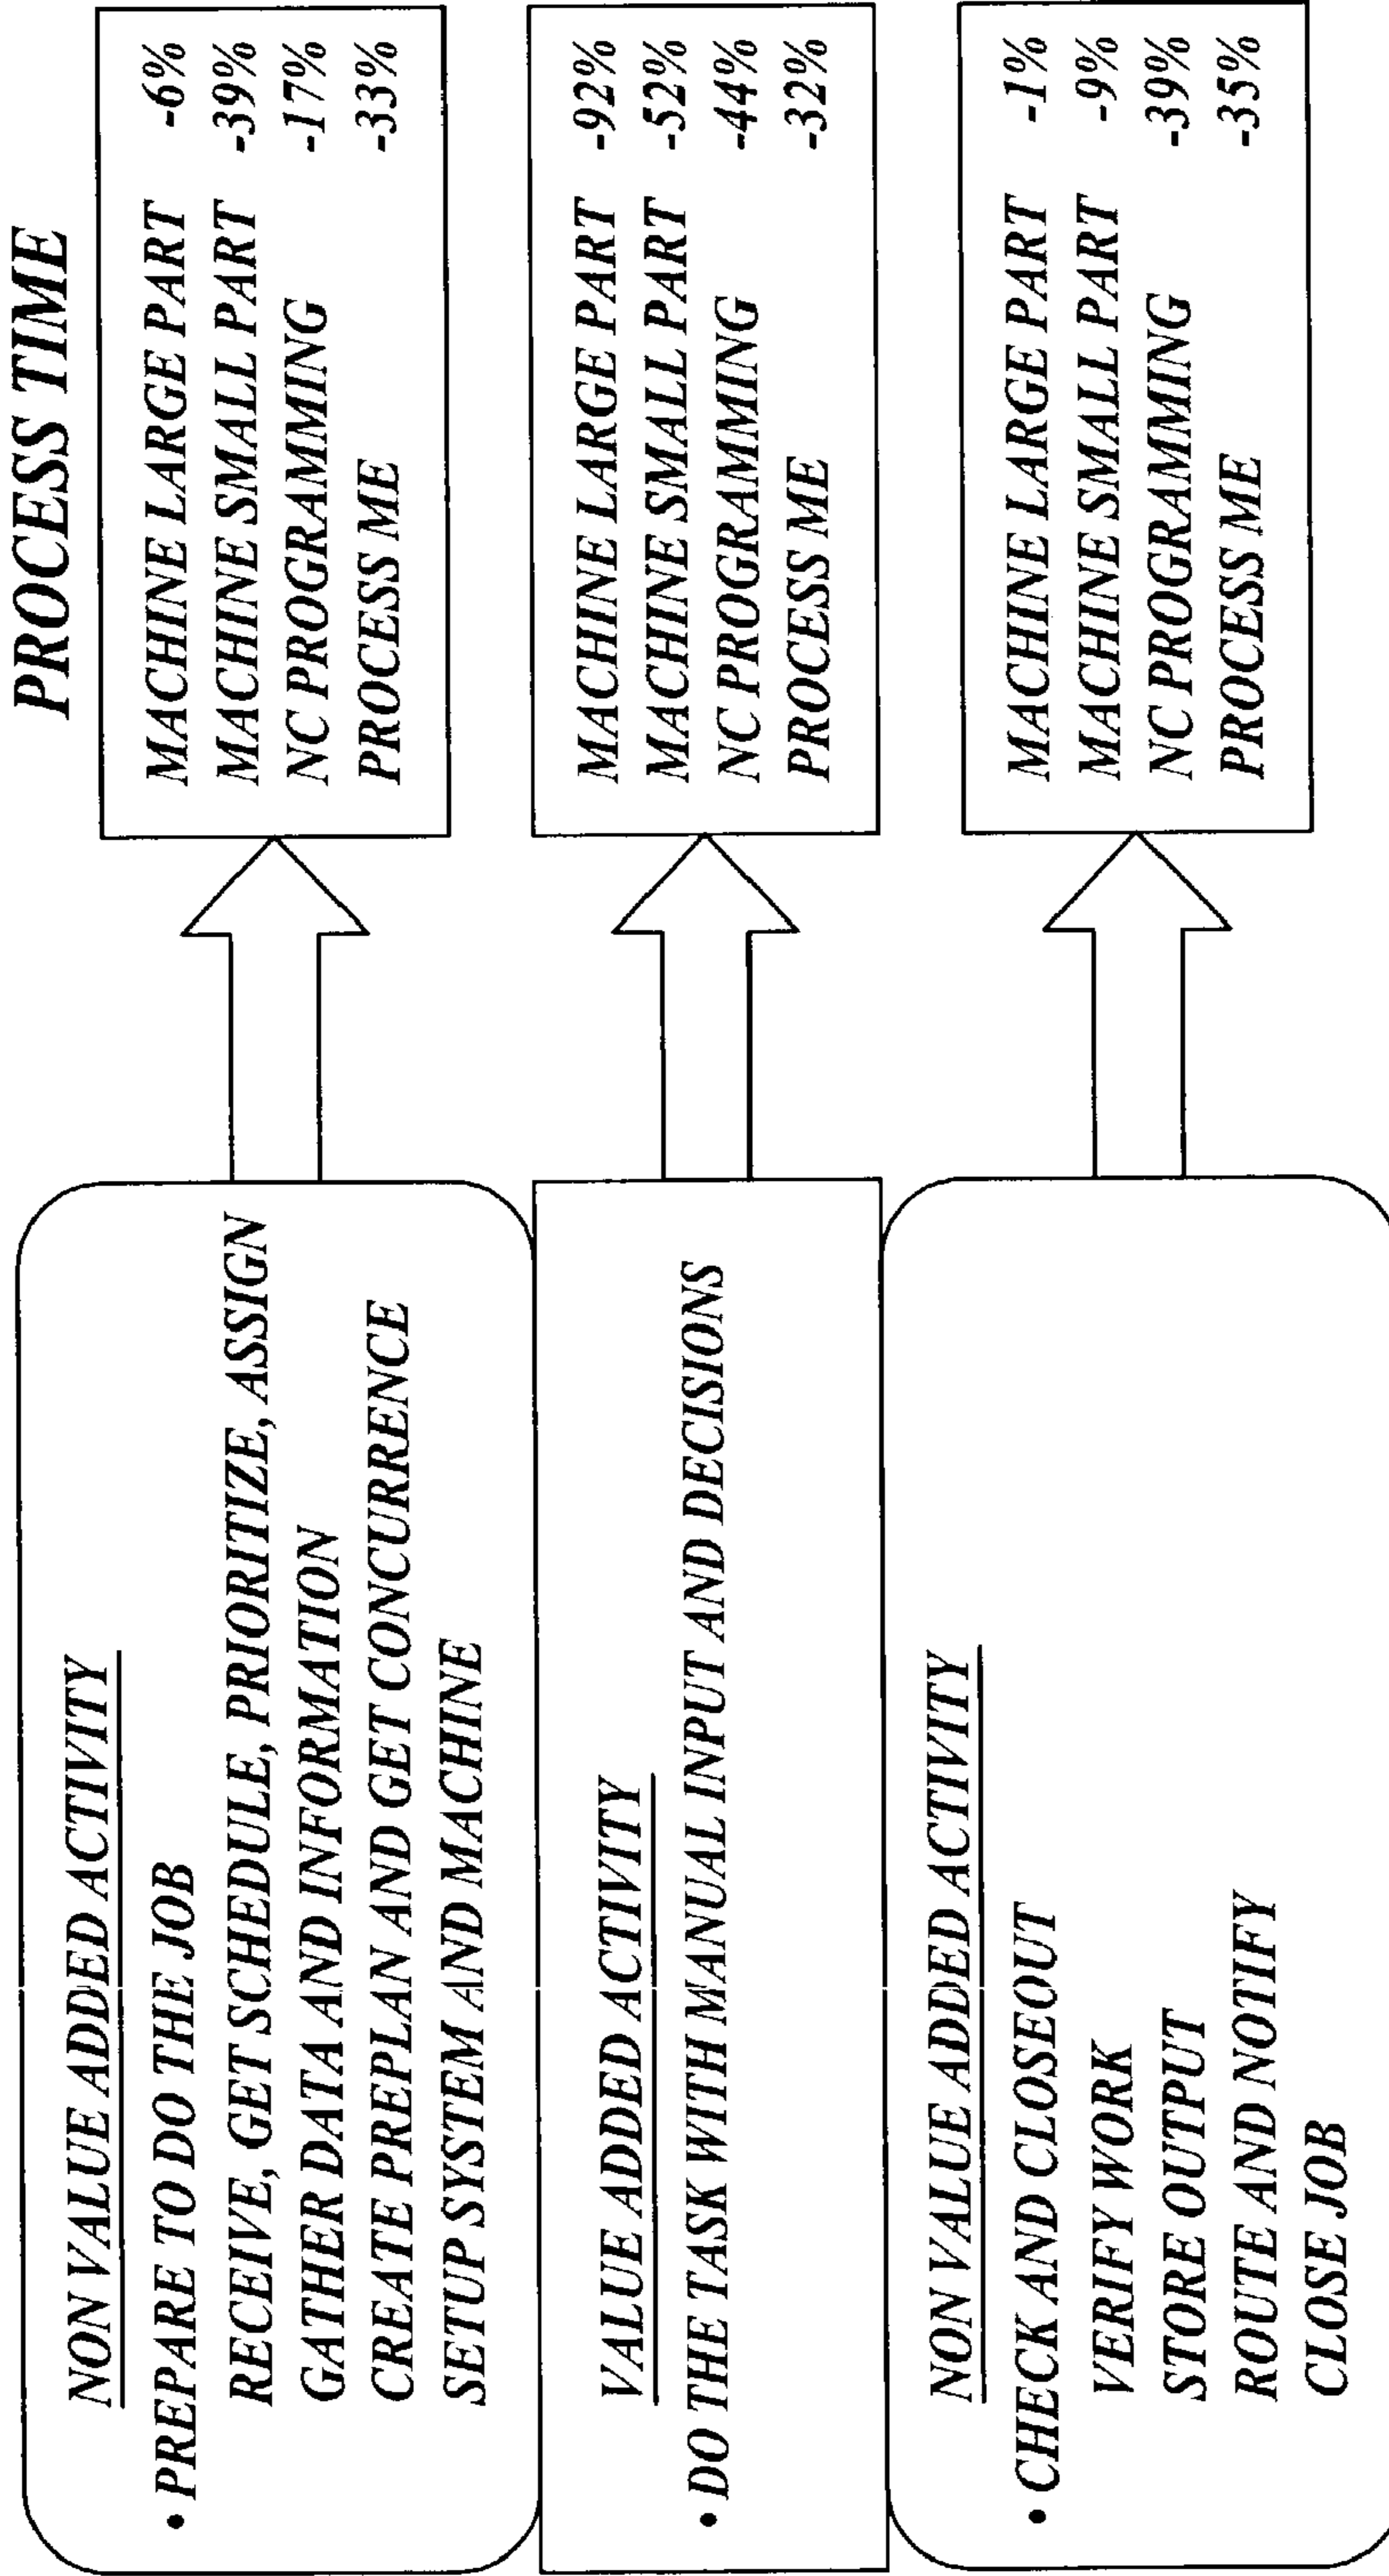 PROCESS TIME
NON VALUE ADDED ACTIVITY
• PREPARE TO DO THE JOB
RECEIVE, GET SCHEDULE, PRIORITIZE, ASSIGN
GATHER DATA AND INFORMATION
CREATE PREPLAN AND GET CONCURRENCE
SETUP SYSTEM AND MACHINE
MACHINE LARGE PART -6%
MACHINE SMALL PART -39%
NC PROGRAMMING -17%
PROCESS ME -33%
VALUE ADDED ACTIVITY
• DO THE TASK WITH MANUAL INPUT AND DECISIONS
MACHINE LARGE PART -92%
MACHINE SMALL PART -52%
NC PROGRAMMING -44%
PROCESS ME -32%
NON VALUE ADDED ACTIVITY
• CHECK AND CLOSEOUT
VERIFY WORK
STORE OUTPUT
ROUTE AND NOTIFY
CLOSE JOB
MACHINE LARGE PART -1%
MACHINE SMALL PART -9%
NC PROGRAMMING -39%
PROCESS ME -35%